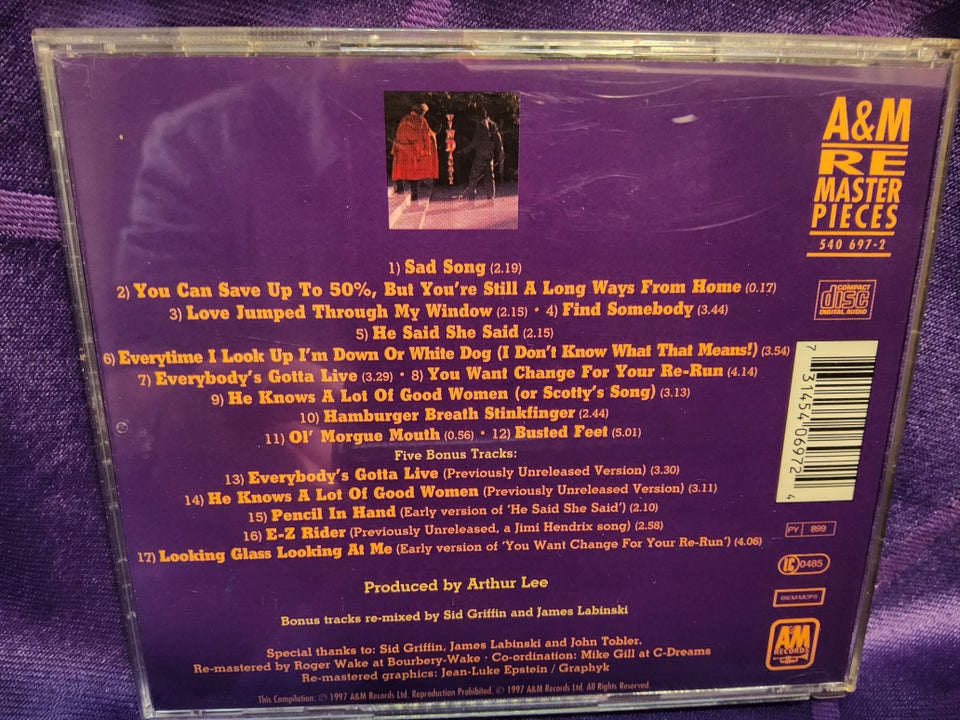 A&M
RE
MASTER
PIECES
540 697-2
VINDICATOR
1) Sad Song (2.19)
2) You Can Save Up To 50%, But You're Still A Long Ways From Home (0.17)
3) Love Jumped Through My Window (2.15) • 4) Find Somebody (3.44)
5) He Said She Said (2.15)
6) Everytime I Look Up I'm Down Or White Dog (I Don't Know What That Means!) (3.54)
7) Everybody's Gotta Live (3.29) • 8) You Want Change For Your Re-Run (4.14)
9) He Knows A Lot Of Good Women (or Scotty's Song) (3.13)
10) Hamburger Breath Stinkfinger (2.44)
11) Ol' Morgue Mouth (0.56) • 12) Busted Feet (5.01)
Five Bonus Tracks:
13) Everybody's Gotta Live (Previously Unreleased Version) (3.30)
14) He Knows A Lot Of Good Women (Previously Unreleased Version) (3.11)
15) Pencil In Hand (Early version of 'He Said She Said') (2.10)
16) E-Z Rider (Previously Unreleased, a Jimi Hendrix song) (2.58)
17) Looking Glass Looking At Me (Early version of 'You Want Change For Your Re-Run') (4.06)
Produced by Arthur Lee
Bonus tracks re-mixed by Sid Griffin and James Labinski
Special thanks to: Sid Griffin, James Labinski and John Tobler.
Re-mastered by Roger Wake at Bourbery-Wake • Co-ordination: Mike Gill at C-Dreams
Re-mastered graphics: Jean-Luke Epstein / Graphyk
This Compilation: ℗ 1997 A&M Records Ltd. Reproduction Prohibited. © 1997 A&M Records Ltd. All Rights Reserved.
COMPACT
disc
DIGITAL AUDIO
7 31454 06972 4
PY 899
LC 0485
BIEM/MCPS
A&M
RECORDS